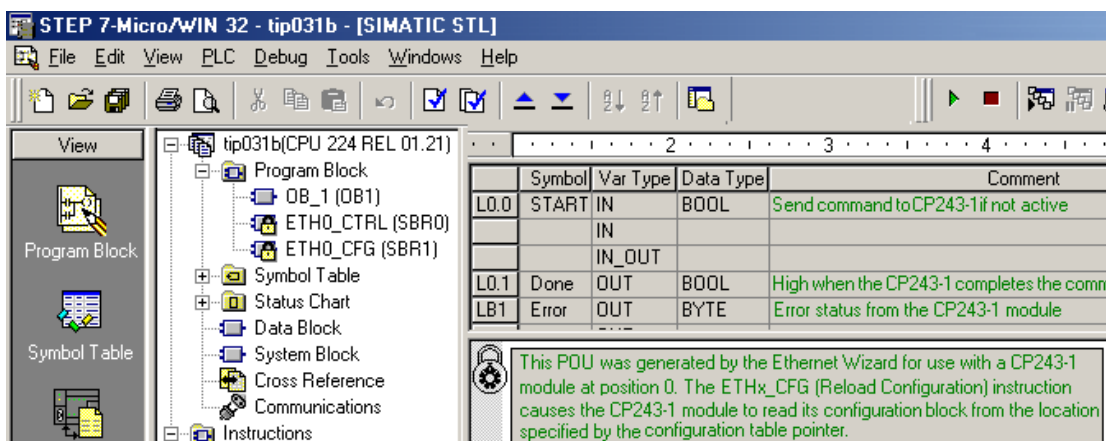 STEP 7-Micro/WIN 32 - tip031b - [SIMATIC STL]
File Edit View PLC Debug Tools Windows Help
View
Program Block
Symbol Table
tip031b(CPU 224 REL 01.21)
Program Block
OB_1 (OB1)
ETH0_CTRL (SBR0)
ETH0_CFG (SBR1)
Symbol Table
Status Chart
Data Block
System Block
Cross Reference
Communications
Instructions
2 3 4
Symbol Var Type Data Type Comment
L0.0 START IN BOOL Send command to CP243-1 if not active
IN
IN_OUT
L0.1 Done OUT BOOL High when the CP243-1 completes the comm
LB1 Error OUT BYTE Error status from the CP243-1 module
This POU was generated by the Ethernet Wizard for use with a CP243-1
module at position 0. The ETHx_CFG (Reload Configuration) instruction
causes the CP243-1 module to read its configuration block from the location
specified by the configuration table pointer.